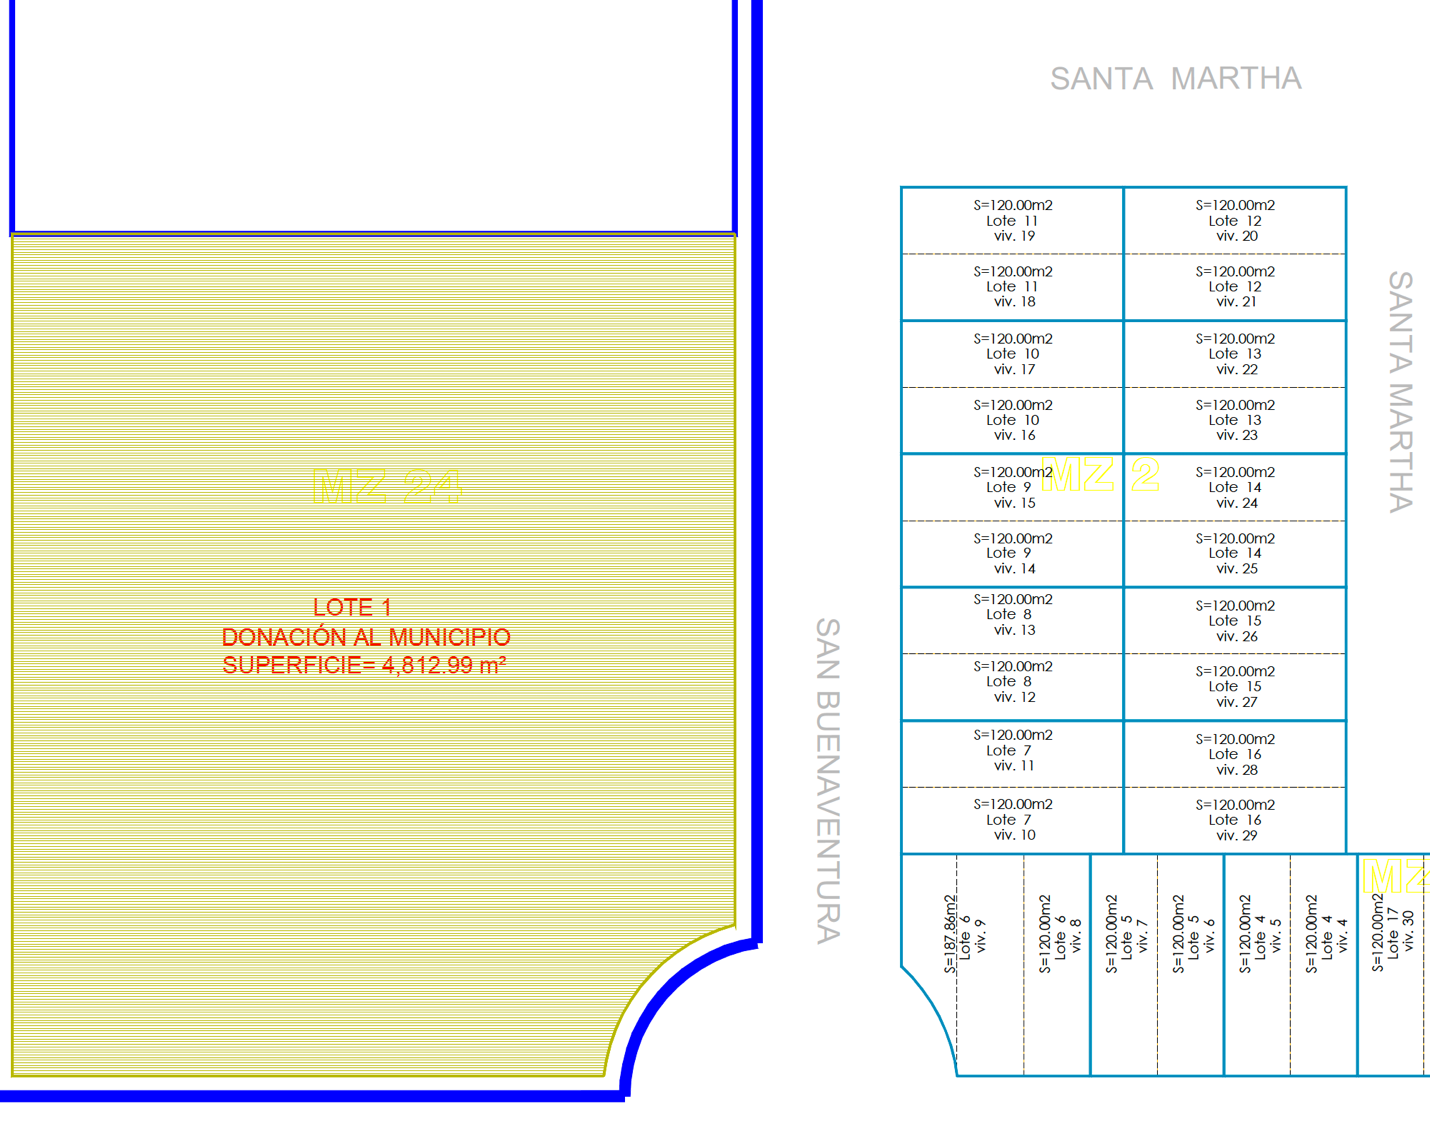 SANTA MARTHA
S=120.00m2
Lote 11
viv. 19
S=120.00m2
Lote 12
viv. 20
S=120.00m2
Lote 11
viv. 18
S=120.00m2
Lote 12
viv. 21
SANTA MARTHA
S=120.00m2
Lote 10
viv. 17
S=120.00m2
Lote 13
viv. 22
S=120.00m2
Lote 10
viv. 16
S=120.00m2
Lote 13
viv. 23
MZ 24
MZ 2
S=120.00m2
Lote 9
viv. 15
S=120.00m2
Lote 14
viv. 24
S=120.00m2
Lote 9
viv. 14
S=120.00m2
Lote 14
viv. 25
LOTE 1
DONACIÓN AL MUNICIPIO
SUPERFICIE= 4,812.99 m²
SAN BUENAVENTURA
S=120.00m2
Lote 8
viv. 13
S=120.00m2
Lote 15
viv. 26
S=120.00m2
Lote 8
viv. 12
S=120.00m2
Lote 15
viv. 27
S=120.00m2
Lote 7
viv. 11
S=120.00m2
Lote 16
viv. 28
S=120.00m2
Lote 7
viv. 10
S=120.00m2
Lote 16
viv. 29
MZ
S=187.86m2
Lote 6
viv. 9
S=120.00m2
Lote 6
viv. 8
S=120.00m2
Lote 5
viv. 7
S=120.00m2
Lote 5
viv. 6
S=120.00m2
Lote 4
viv. 5
S=120.00m2
Lote 4
viv. 4
S=120.00m2
Lote 17
viv. 30